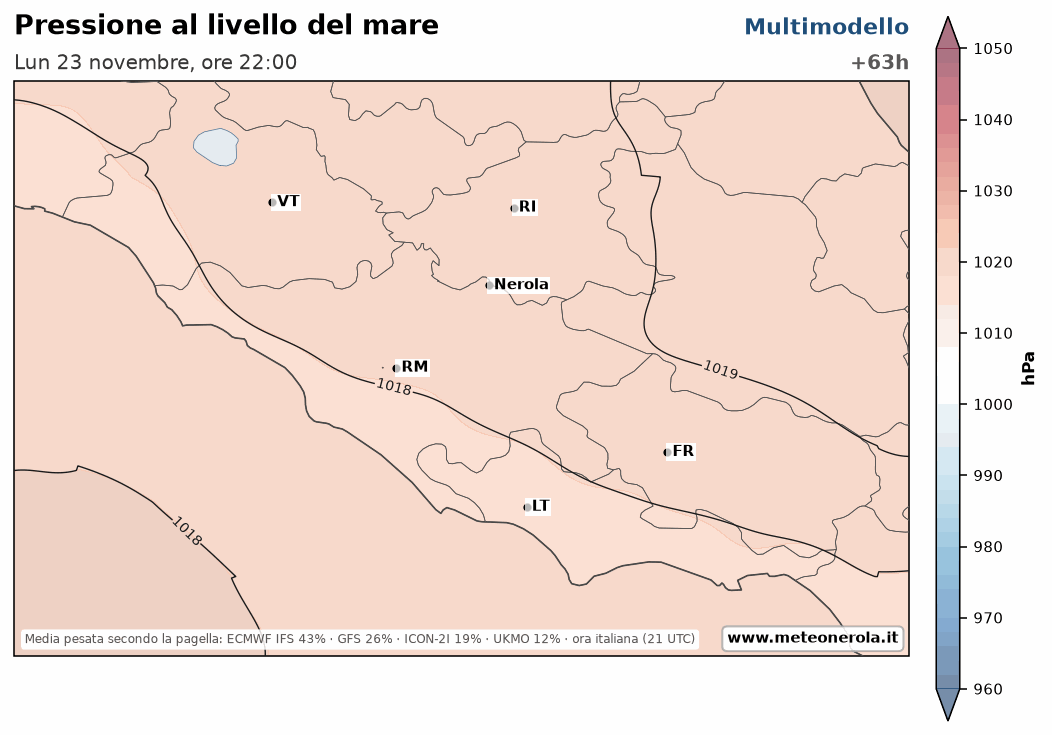 Pressione al livello del mare
Multimodello
Lun 23 novembre, ore 22:00
+63h
VT
RI
Nerola
RM
1018
1019
FR
LT
1018
Media pesata secondo la pagella: ECMWF IFS 43% · GFS 26% · ICON-2I 19% · UKMO 12% · ora italiana (21 UTC)
www.meteonerola.it
1050
1040
1030
1020
1010
1000
990
980
970
960
hPa